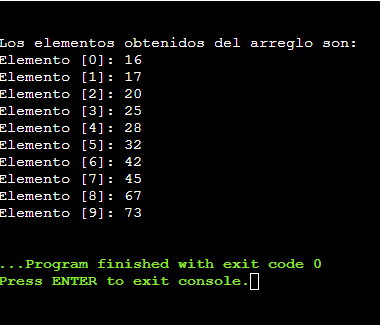 Los elementos obtenidos del arreglo son:
Elemento [0]: 16
Elemento [1]: 17
Elemento [2]: 20
Elemento [3]: 25
Elemento [4]: 28
Elemento [5]: 32
Elemento [6]: 42
Elemento [7]: 45
Elemento [8]: 67
Elemento [9]: 73
...Program finished with exit code 0
Press ENTER to exit console.